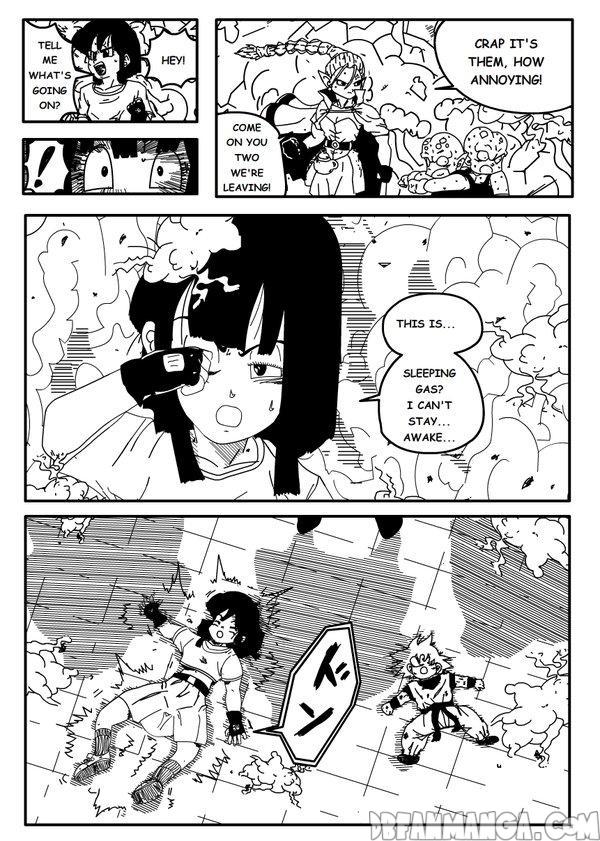 TELL
ME
WHAT'S
GOING
ON?
HEY!
!
CRAP IT'S
THEM, HOW
ANNOYING!
COME
ON YOU
TWO
WE'RE
LEAVING!
THIS IS...
SLEEPING
GAS?
I CAN'T
STAY...
AWAKE...
ドン
DBFANMANGA.COM